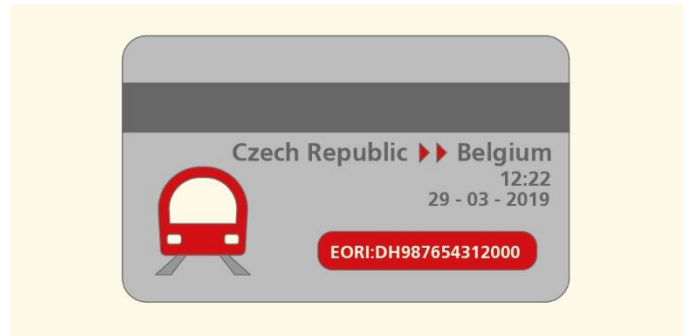 Czech Republic ▶▶ Belgium
12:22
29 - 03 - 2019
EORI:DH987654312000